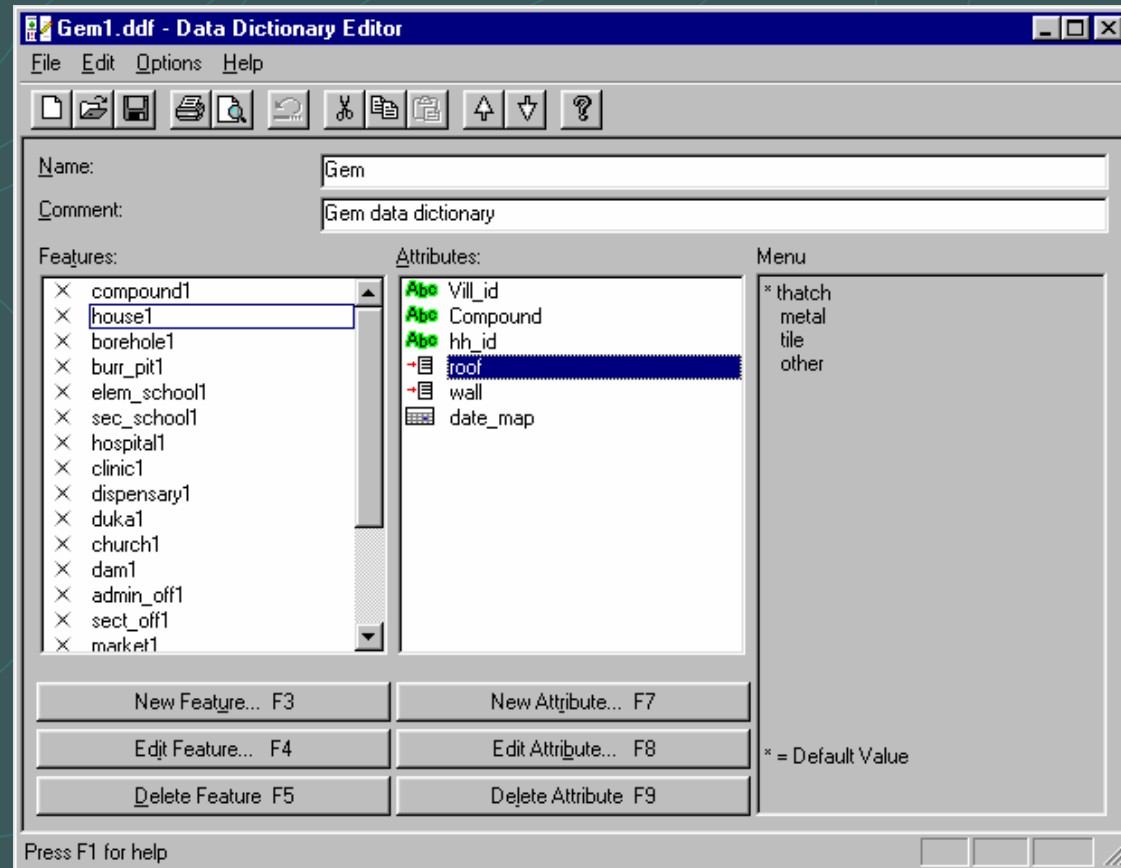 Gem1.ddf - Data Dictionary Editor
File Edit Options Help
Name: Gem
Comment: Gem data dictionary
Features:
compound1
house1
borehole1
burr_pit1
elem_school1
sec_school1
hospital1
clinic1
dispensary1
duka1
church1
dam1
admin_off1
sect_off1
market1
Attributes:
Abc Vill_id
Abc Compound
Abc hh_id
roof
wall
date_map
Menu
* thatch
metal
tile
other
* = Default Value
New Feature... F3
Edit Feature... F4
Delete Feature F5
New Attribute... F7
Edit Attribute... F8
Delete Attribute F9
Press F1 for help